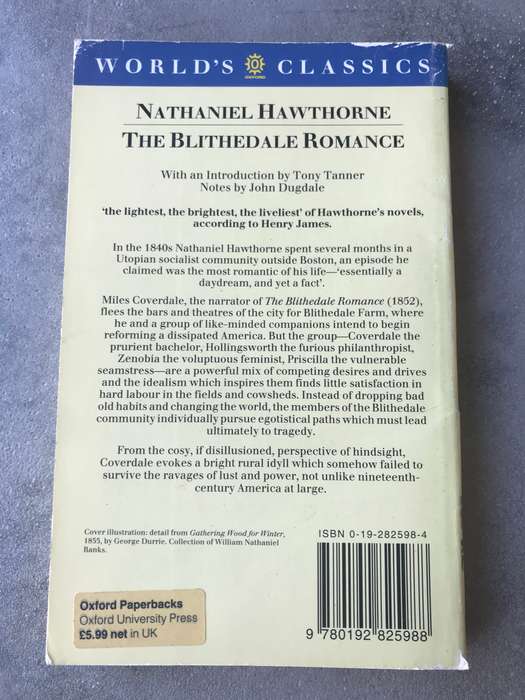 WORLD'S OXFORD CLASSICS
NATHANIEL HAWTHORNE
THE BLITHEDALE ROMANCE
With an Introduction by Tony Tanner
Notes by John Dugdale
'the lightest, the brightest, the liveliest' of Hawthorne's novels,
according to Henry James.
In the 1840s Nathaniel Hawthorne spent several months in a
Utopian socialist community outside Boston, an episode he
claimed was the most romantic of his life—'essentially a
daydream, and yet a fact'.
Miles Coverdale, the narrator of The Blithedale Romance (1852),
flees the bars and theatres of the city for Blithedale Farm, where
he and a group of like-minded companions intend to begin
reforming a dissipated America. But the group—Coverdale the
prurient bachelor, Hollingsworth the furious philanthropist,
Zenobia the voluptuous feminist, Priscilla the vulnerable
seamstress—are a powerful mix of competing desires and drives
and the idealism which inspires them finds little satisfaction in
hard labour in the fields and cowsheds. Instead of dropping bad
old habits and changing the world, the members of the Blithedale
community individually pursue egotistical paths which must lead
ultimately to tragedy.
From the cosy, if disillusioned, perspective of hindsight,
Coverdale evokes a bright rural idyll which somehow failed to
survive the ravages of lust and power, not unlike nineteenth-
century America at large.
Cover illustration: detail from Gathering Wood for Winter,
1855, by George Durrie. Collection of William Nathaniel
Banks.
ISBN 0-19-282598-4
9 780192 825988
Oxford Paperbacks
Oxford University Press
£5.99 net in UK